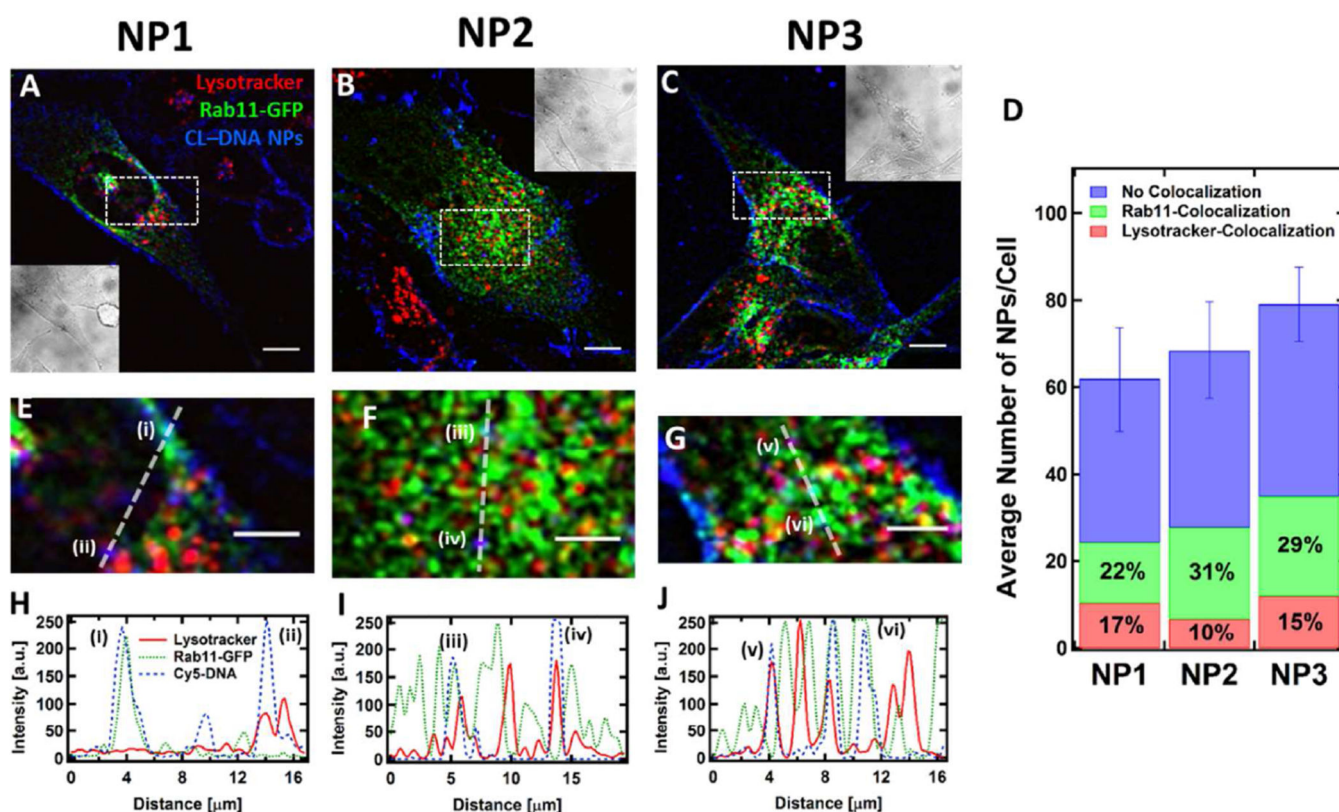 NP1 NP2 NP3
A
Lysotracker
Rab11-GFP
CL–DNA NPs
B
C
D
Average Number of NPs/Cell
100
80
60
40
20
0
No Colocalization
Rab11-Colocalization
Lysotracker-Colocalization
22%
17%
31%
10%
29%
15%
NP1 NP2 NP3
E
(i)
(ii)
F
(iii)
(iv)
G
(v)
(vi)
H
Intensity [a.u.]
250
200
150
100
50
0
(i)
(ii)
Lysotracker
Rab11-GFP
Cy5-DNA
0 4 8 12 16
Distance [µm]
I
Intensity [a.u.]
250
200
150
100
50
0
(iii)
(iv)
0 5 10 15
Distance [µm]
J
Intensity [a.u.]
250
200
150
100
50
0
(v)
(vi)
0 4 8 12 16
Distance [µm]